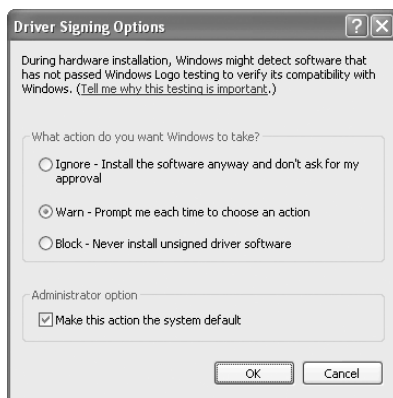 Driver Signing Options
During hardware installation, Windows might detect software that
has not passed Windows Logo testing to verify its compatibility with
Windows. (Tell me why this testing is important.)
What action do you want Windows to take?
Ignore - Install the software anyway and don't ask for my
approval
Warn - Prompt me each time to choose an action
Block - Never install unsigned driver software
Administrator option
Make this action the system default
OK
Cancel